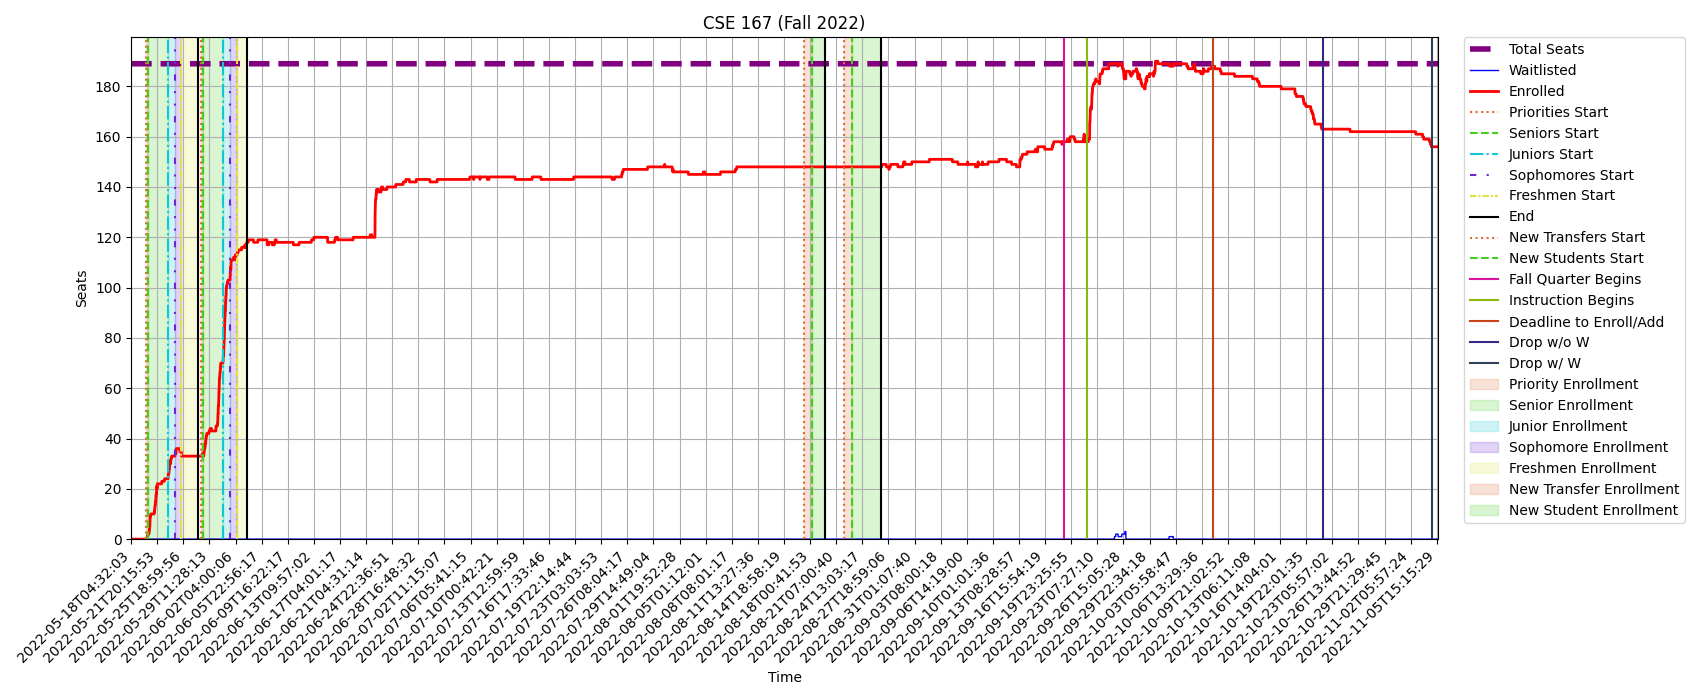 CSE 167 (Fall 2022)
Seats
180
160
140
120
100
80
60
40
20
0
2022-05-18T04:32:03
2022-05-21T20:15:53
2022-05-25T18:59:56
2022-05-29T11:28:13
2022-06-02T04:00:06
2022-06-05T22:56:17
2022-06-09T16:22:17
2022-06-13T09:57:02
2022-06-17T04:01:17
2022-06-21T04:31:14
2022-06-24T22:36:51
2022-06-28T16:48:32
2022-07-02T11:15:07
2022-07-06T05:41:15
2022-07-10T00:42:21
2022-07-13T12:59:59
2022-07-16T17:33:46
2022-07-19T22:14:44
2022-07-23T03:03:53
2022-07-26T08:04:17
2022-07-29T14:49:04
2022-08-01T19:52:28
2022-08-05T01:12:01
2022-08-08T08:01:17
2022-08-11T13:27:36
2022-08-14T18:58:19
2022-08-18T00:41:53
2022-08-21T07:00:40
2022-08-24T13:03:17
2022-08-27T18:59:06
2022-08-31T01:07:40
2022-09-03T08:00:18
2022-09-06T14:19:00
2022-09-10T01:01:36
2022-09-13T08:28:57
2022-09-16T15:54:19
2022-09-19T23:25:55
2022-09-23T07:27:10
2022-09-26T15:05:28
2022-09-29T22:34:18
2022-10-03T05:58:47
2022-10-06T13:29:36
2022-10-09T21:02:52
2022-10-13T06:11:08
2022-10-16T14:04:01
2022-10-19T22:01:35
2022-10-23T05:57:02
2022-10-26T13:44:52
2022-10-29T21:29:45
2022-11-02T05:57:24
2022-11-05T15:15:29
Time
Total Seats
Waitlisted
Enrolled
Priorities Start
Seniors Start
Juniors Start
Sophomores Start
Freshmen Start
End
New Transfers Start
New Students Start
Fall Quarter Begins
Instruction Begins
Deadline to Enroll/Add
Drop w/o W
Drop w/ W
Priority Enrollment
Senior Enrollment
Junior Enrollment
Sophomore Enrollment
Freshmen Enrollment
New Transfer Enrollment
New Student Enrollment